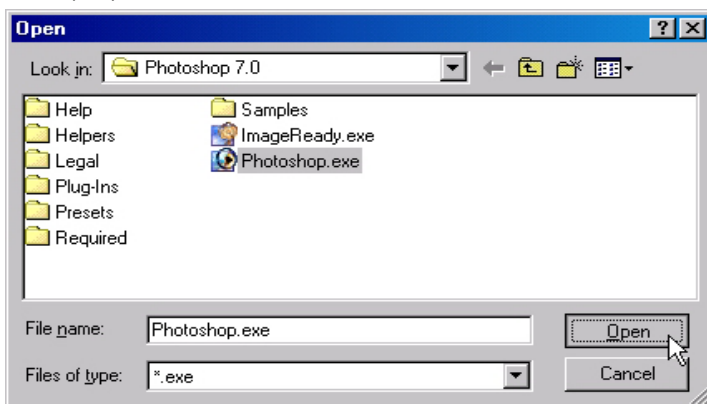 Open
Look in: Photoshop 7.0
Help
Helpers
Legal
Plug-Ins
Presets
Required
Samples
ImageReady.exe
Photoshop.exe
File name: Photoshop.exe Open
Files of type: *.exe Cancel